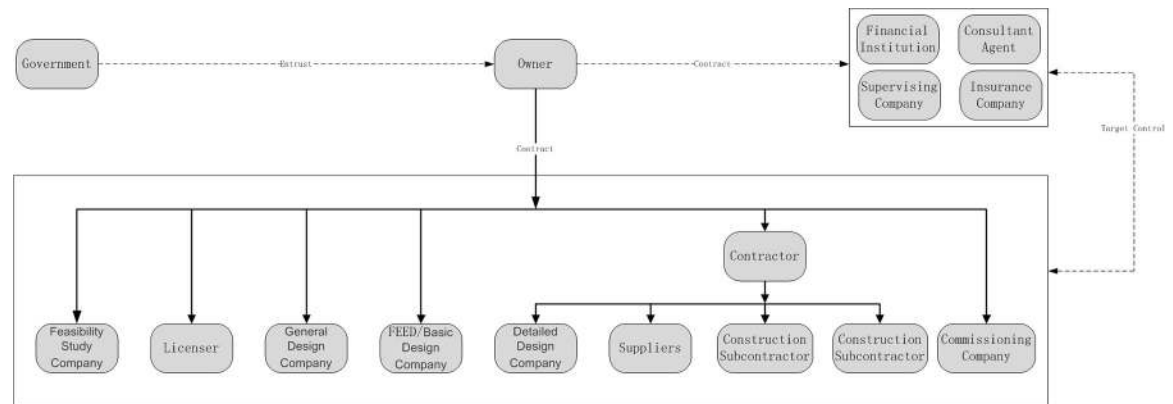 Financial
Institution
Consultant
Agent
Government
Entrust
Owner
Contract
Supervising
Company
Insurance
Company
Target Control
Contract
Contractor
Feasibility
Study
Company
Licenser
General
Design
Company
FEED/Basic
Design
Company
Detailed
Design
Company
Suppliers
Construction
Subcontractor
Construction
Subcontractor
Commissioning
Company